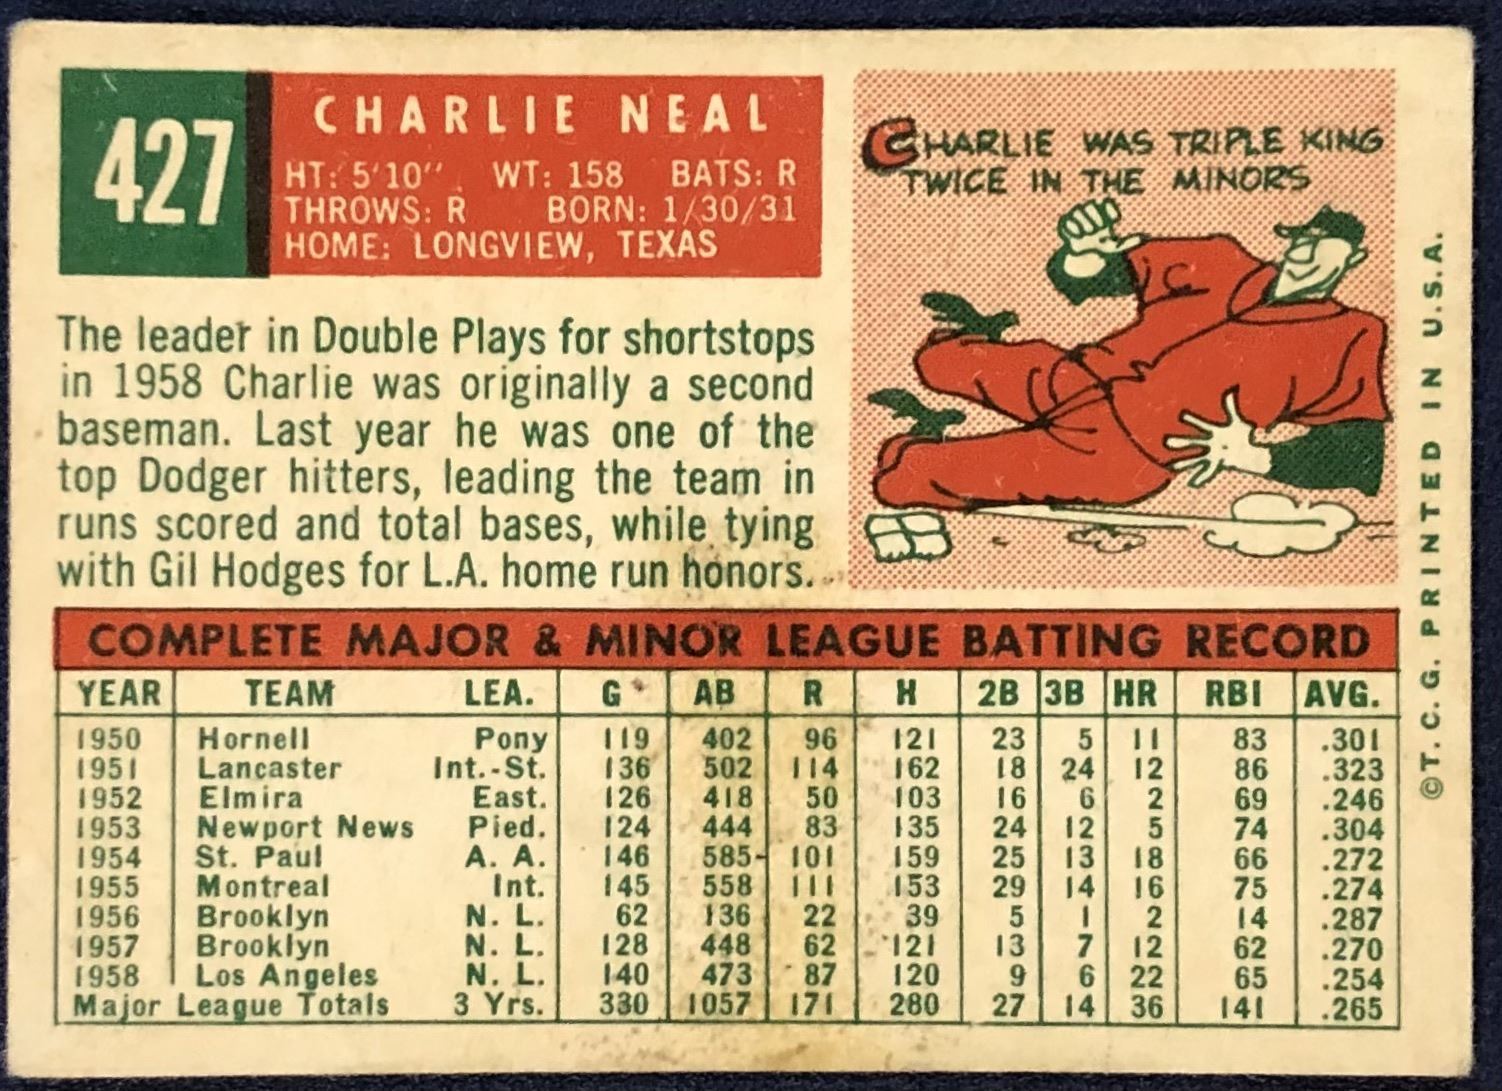 427
CHARLIE NEAL
HT: 5'10" WT: 158 BATS: R
THROWS: R BORN: 1/30/31
HOME: LONGVIEW, TEXAS
The leader in Double Plays for shortstops
in 1958 Charlie was originally a second
baseman. Last year he was one of the
top Dodger hitters, leading the team in
runs scored and total bases, while tying
with Gil Hodges for L.A. home run honors.
CHARLIE WAS TRIPLE KING
TWICE IN THE MINORS
COMPLETE MAJOR & MINOR LEAGUE BATTING RECORD
YEAR TEAM LEA. G AB R H 2B 3B HR RBI AVG.
1950 Hornell Pony 119 402 96 121 23 5 11 83 .301
1951 Lancaster Int.-St. 136 502 114 162 18 24 12 86 .323
1952 Elmira East. 126 418 50 103 16 6 2 69 .246
1953 Newport News Pied. 124 444 83 135 24 12 5 74 .304
1954 St. Paul A. A. 146 585 101 159 25 13 18 66 .272
1955 Montreal Int. 145 558 111 153 29 14 16 75 .274
1956 Brooklyn N. L. 62 136 22 39 5 1 2 14 .287
1957 Brooklyn N. L. 128 448 62 121 13 7 12 62 .270
1958 Los Angeles N. L. 140 473 87 120 9 6 22 65 .254
Major League Totals 3 Yrs. 330 1057 171 280 27 14 36 141 .265
©T. C. G. PRINTED IN U.S.A.